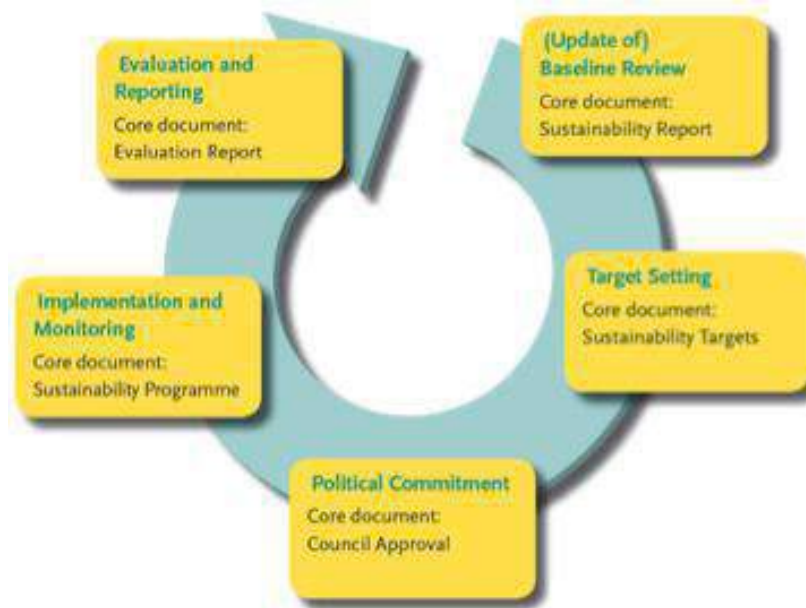 (Update of)
Baseline Review
Core document:
Sustainability Report
Target Setting
Core document:
Sustainability Targets
Political Commitment
Core document:
Council Approval
Implementation and
Monitoring
Core document:
Sustainability Programme
Evaluation and
Reporting
Core document:
Evaluation Report